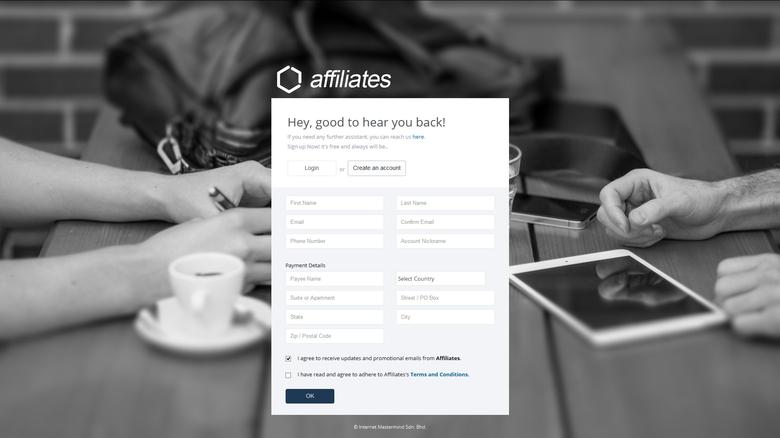 affiliates
Hey, good to hear you back!
If you need any further assistant, you can reach us here.
Sign up Now! It's free and always will be..
Login or Create an account
First Name Last Name
Email Confirm Email
Phone Number Account Nickname
Payment Details
Payee Name Select Country
Suite or Apartment Street / PO Box
State City
Zip / Postal Code
I agree to receive updates and promotional emails from Affiliates.
I have read and agree to adhere to Affiliates's Terms and Conditions.
OK
© Internet Mastermind Sdn. Bhd.